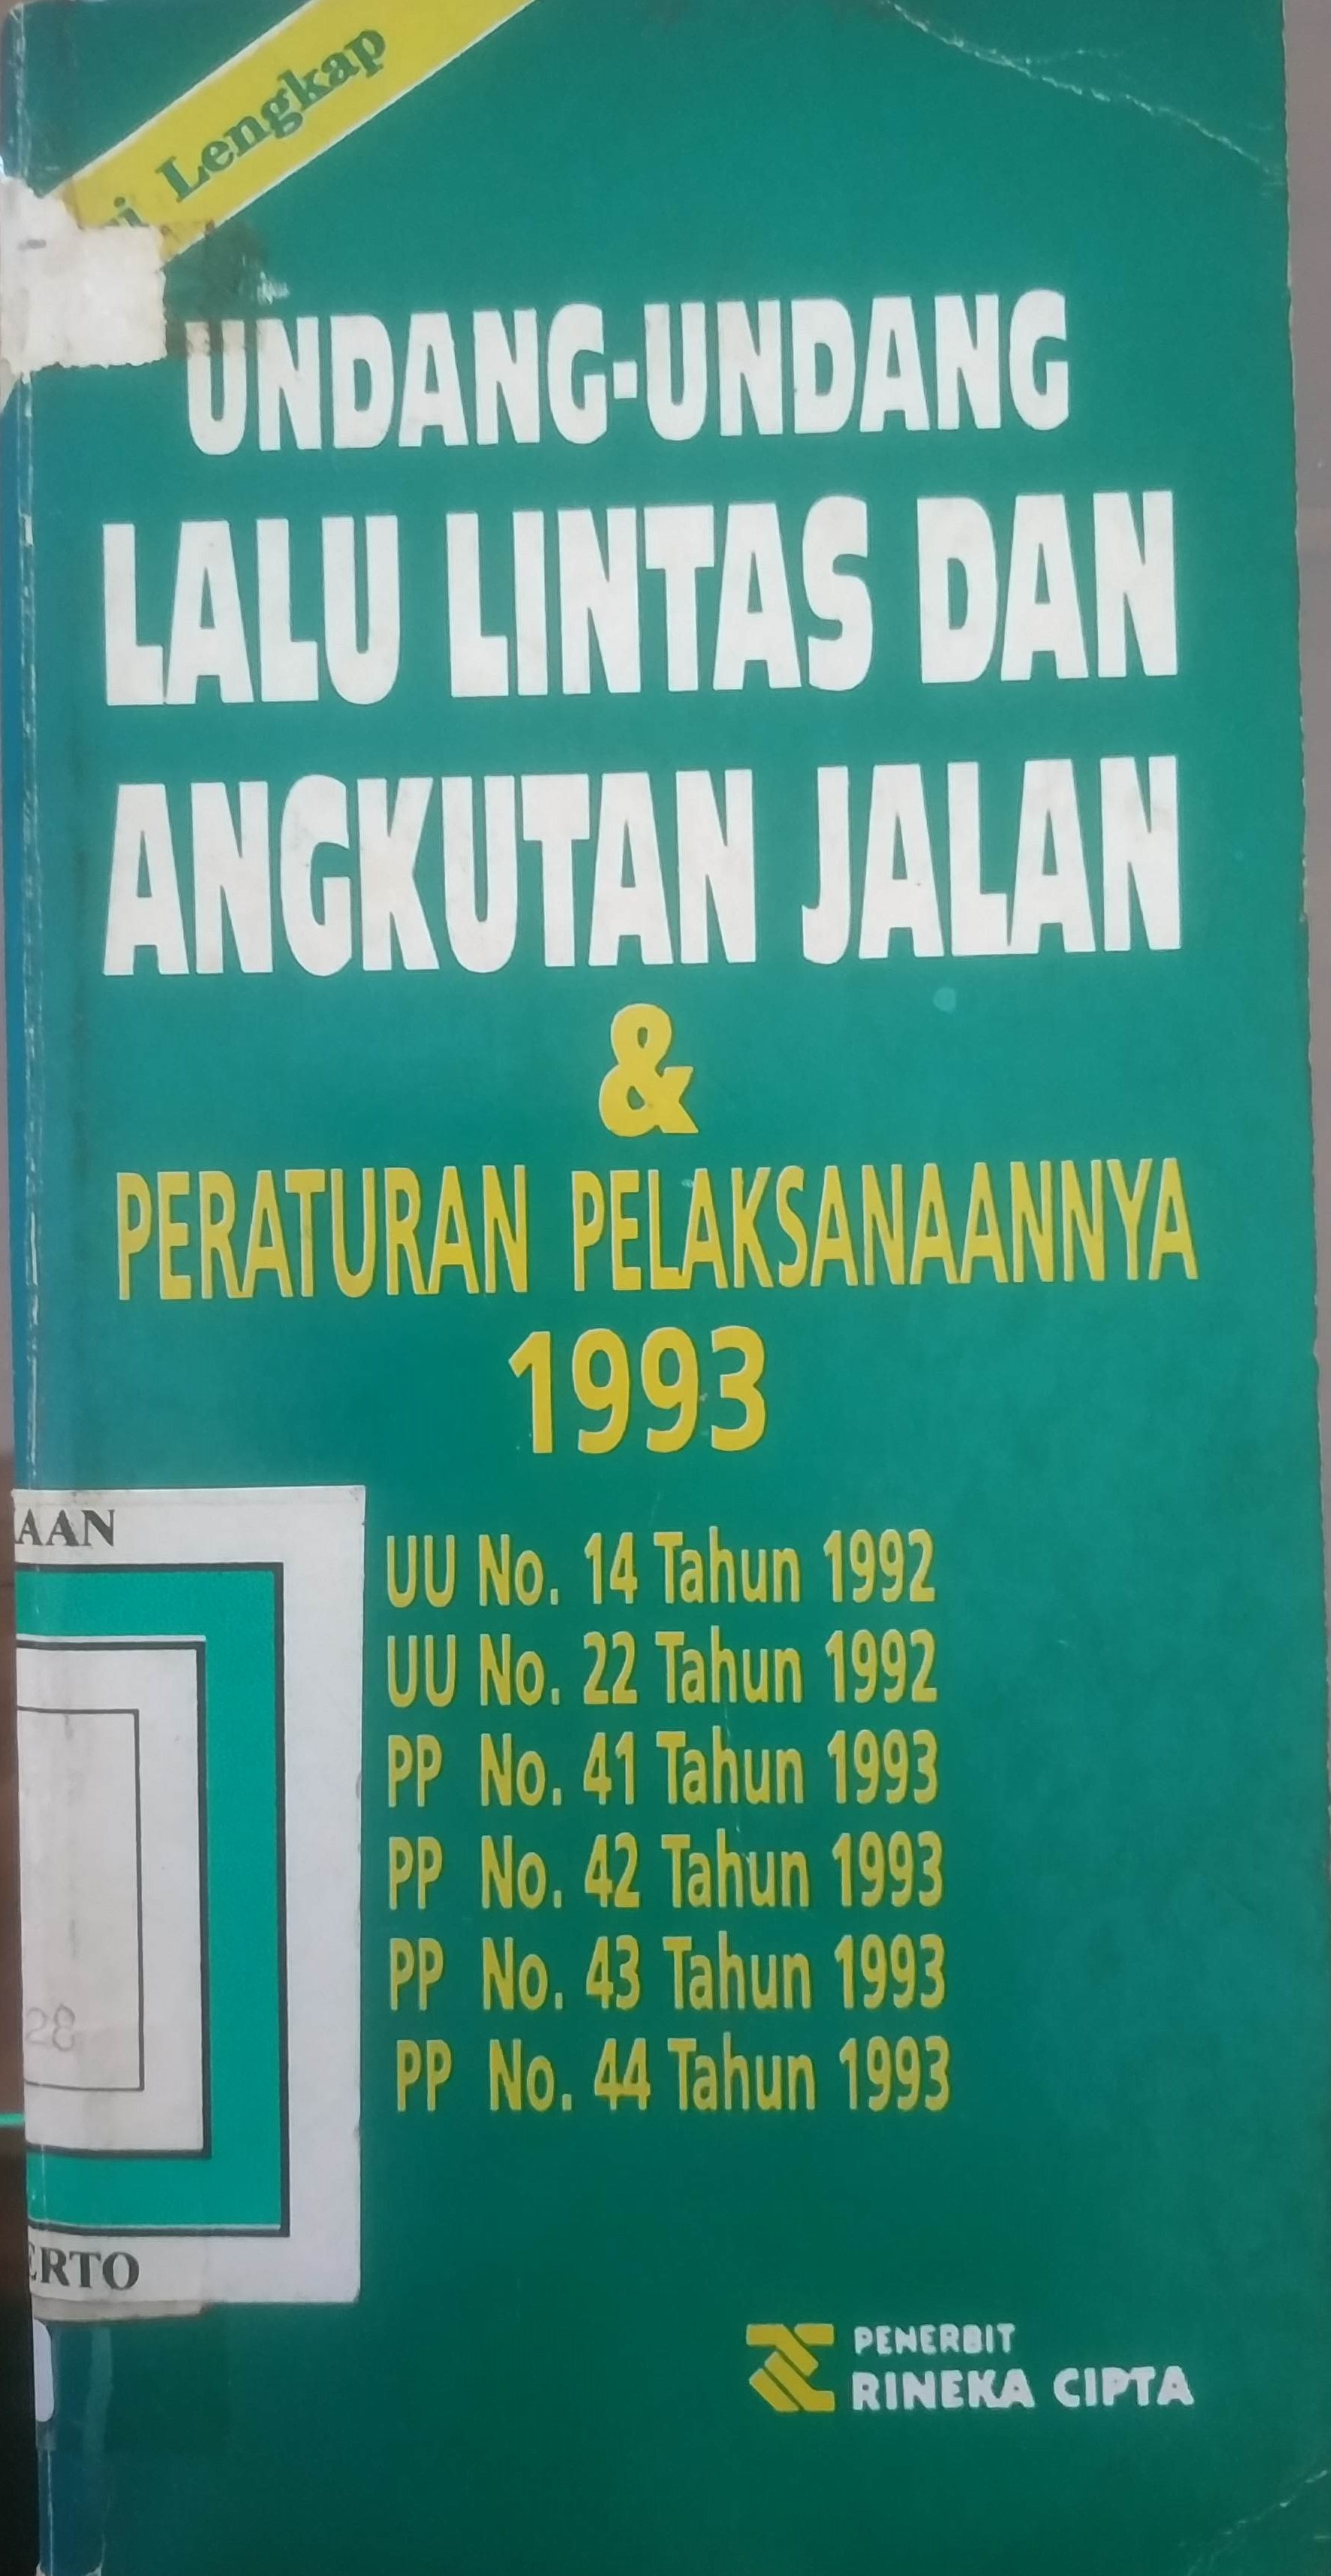 Lengkap
UNDANG-UNDANG
LALU LINTAS DAN
ANGKUTAN JALAN
&
PERATURAN PELAKSANAANNYA
1993
UU No. 14 Tahun 1992
UU No. 22 Tahun 1992
PP No. 41 Tahun 1993
PP No. 42 Tahun 1993
PP No. 43 Tahun 1993
PP No. 44 Tahun 1993
AAN
28
ERTO
PENERBIT
RINEKA CIPTA